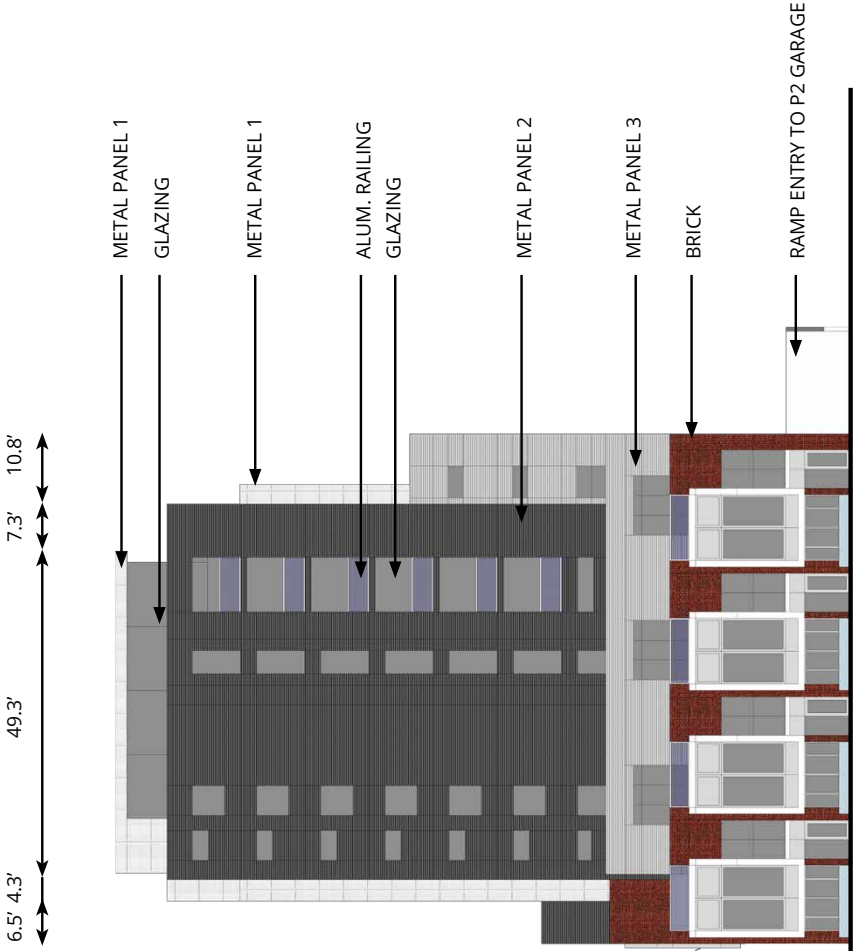 METAL PANEL 1
GLAZING
METAL PANEL 1
ALUM. RAILING
GLAZING
METAL PANEL 2
METAL PANEL 3
BRICK
RAMP ENTRY TO P2 GARAGE
6.5' 4.3' 49.3' 7.3' 10.8'